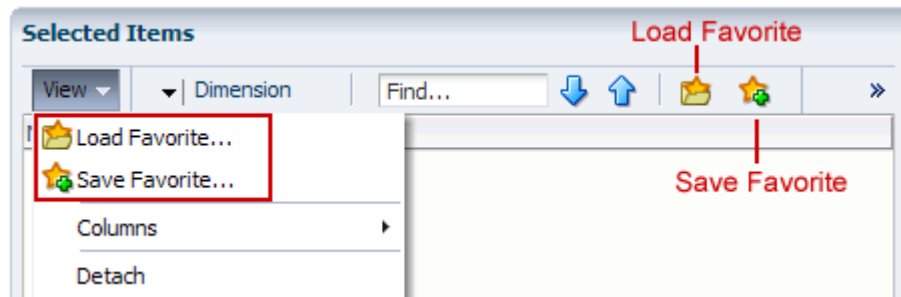 Selected Items
Load Favorite
View
Dimension
Find...
»
Load Favorite...
Save Favorite...
Save Favorite
Columns
Detach